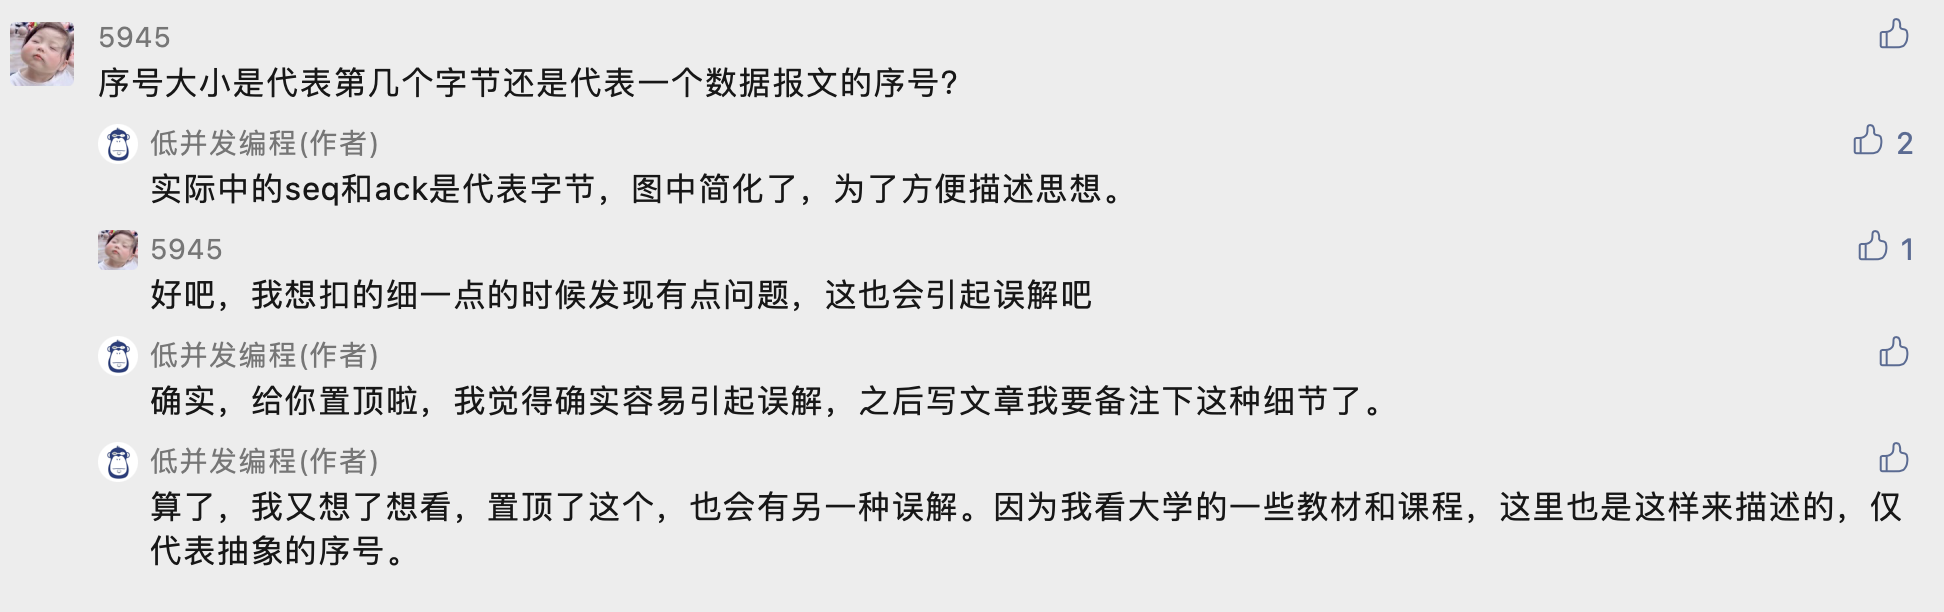 5945
序号大小是代表第几个字节还是代表一个数据报文的序号?
低并发编程(作者)
2
实际中的seq和ack是代表字节，图中简化了，为了方便描述思想。
5945
1
好吧，我想扣的细一点的时候发现有点问题，这也会引起误解吧
低并发编程(作者)
确实，给你置顶啦，我觉得确实容易引起误解，之后写文章我要备注下这种细节了。
低并发编程(作者)
算了，我又想了想看，置顶了这个，也会有另一种误解。因为我看大学的一些教材和课程，这里也是这样来描述的，仅
代表抽象的序号。